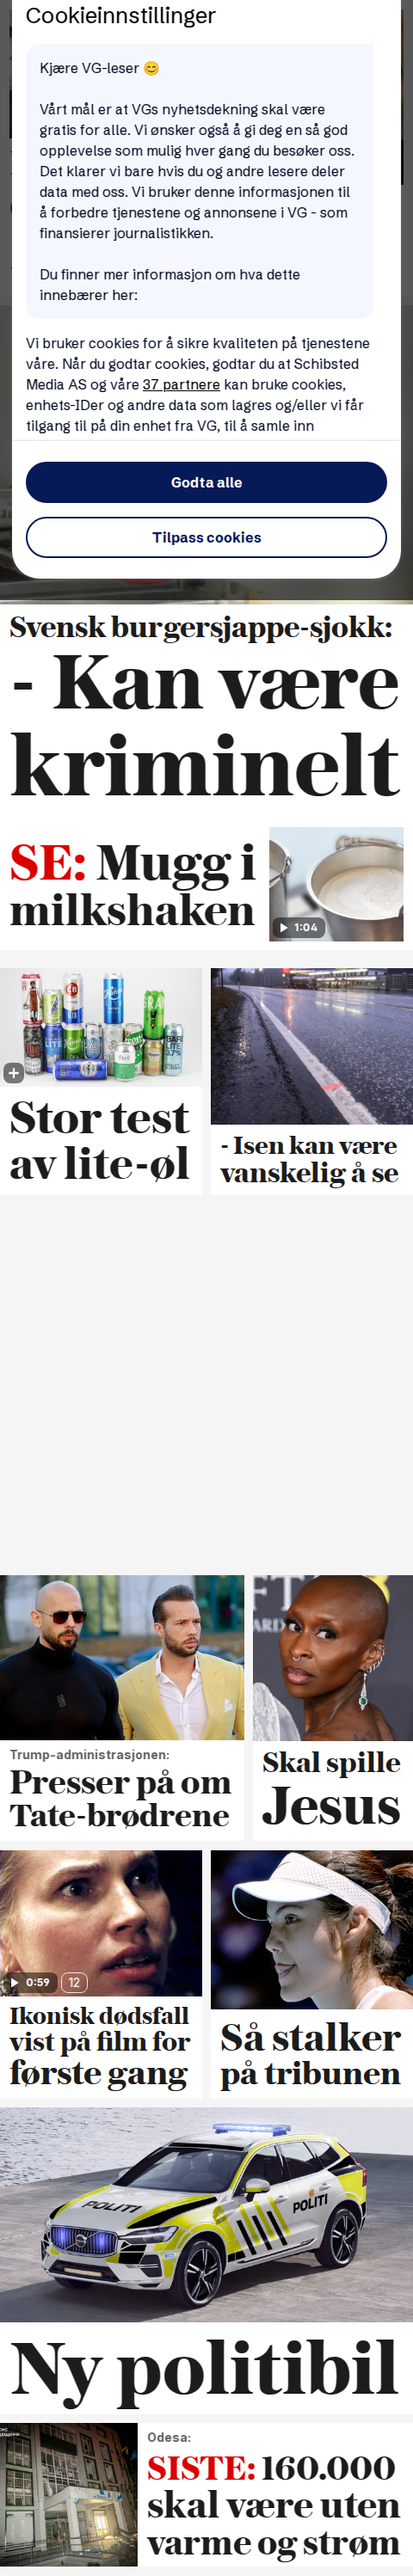 Cookieinnstillinger
Kjære VG-leser 😊
Vårt mål er at VGs nyhetsdekning skal være
gratis for alle. Vi ønsker også å gi deg en så god
opplevelse som mulig hver gang du besøker oss.
Det klarer vi bare hvis du og andre lesere deler
data med oss. Vi bruker denne informasjonen til
å forbedre tjenestene og annonsene i VG - som
finansierer journalistikken.
Du finner mer informasjon om hva dette
innebærer her:
Vi bruker cookies for å sikre kvaliteten på tjenestene
våre. Når du godtar cookies, godtar du at Schibsted
Media AS og våre 37 partnere kan bruke cookies,
enhets-IDer og andre data som lagres og/eller vi får
tilgang til på din enhet fra VG, til å samle inn
Godta alle
Tilpass cookies
Svensk burgersjappe-sjokk:
- Kan være
kriminelt
SE: Mugg i
milkshaken
1:04
Stor test
av lite-øl
- Isen kan være
vanskelig å se
Trump-administrasjonen:
Presser på om
Tate-brødrene
Skal spille
Jesus
0:59
12
Ikonisk dødsfall
vist på film for
første gang
Så stalker
på tribunen
POLITI
POLITI
Ny politibil
Odesa:
SISTE: 160.000
skal være uten
varme og strøm